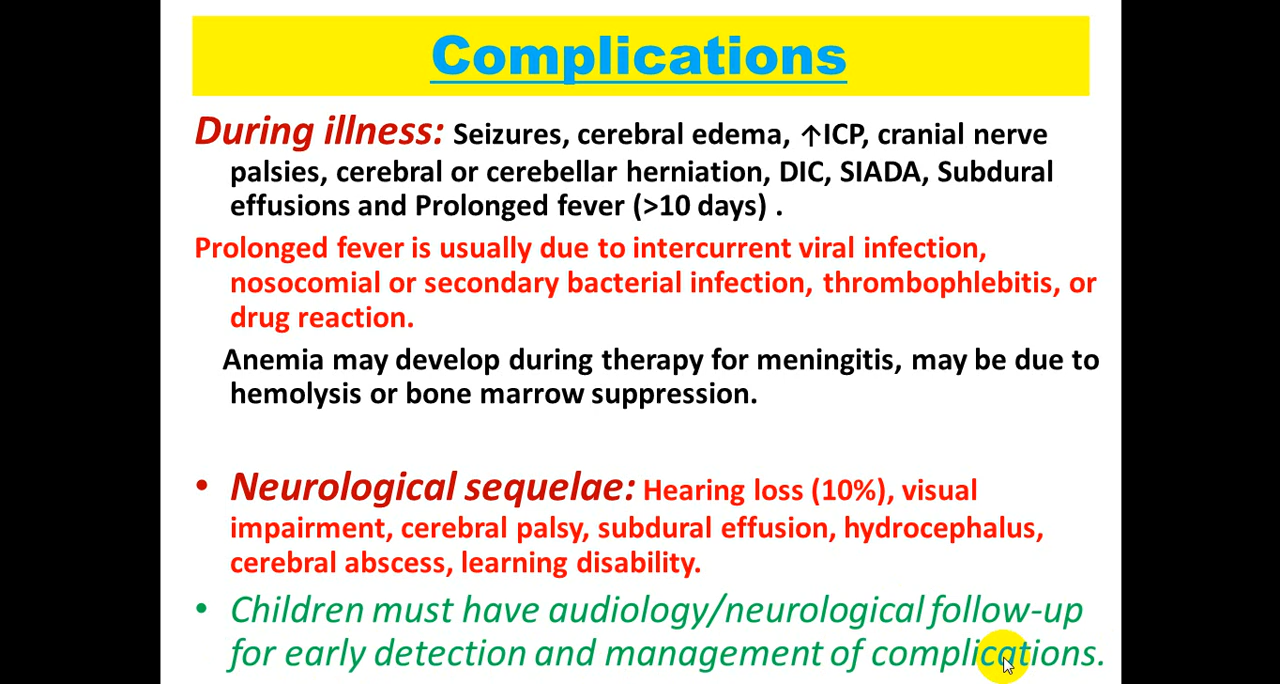 Complications
During illness: Seizures, cerebral edema, ↑ICP, cranial nerve
palsies, cerebral or cerebellar herniation, DIC, SIADA, Subdural
effusions and Prolonged fever (>10 days) .
Prolonged fever is usually due to intercurrent viral infection,
nosocomial or secondary bacterial infection, thrombophlebitis, or
drug reaction.
Anemia may develop during therapy for meningitis, may be due to
hemolysis or bone marrow suppression.
• Neurological sequelae: Hearing loss (10%), visual
impairment, cerebral palsy, subdural effusion, hydrocephalus,
cerebral abscess, learning disability.
• Children must have audiology/neurological follow-up
for early detection and management of complications.